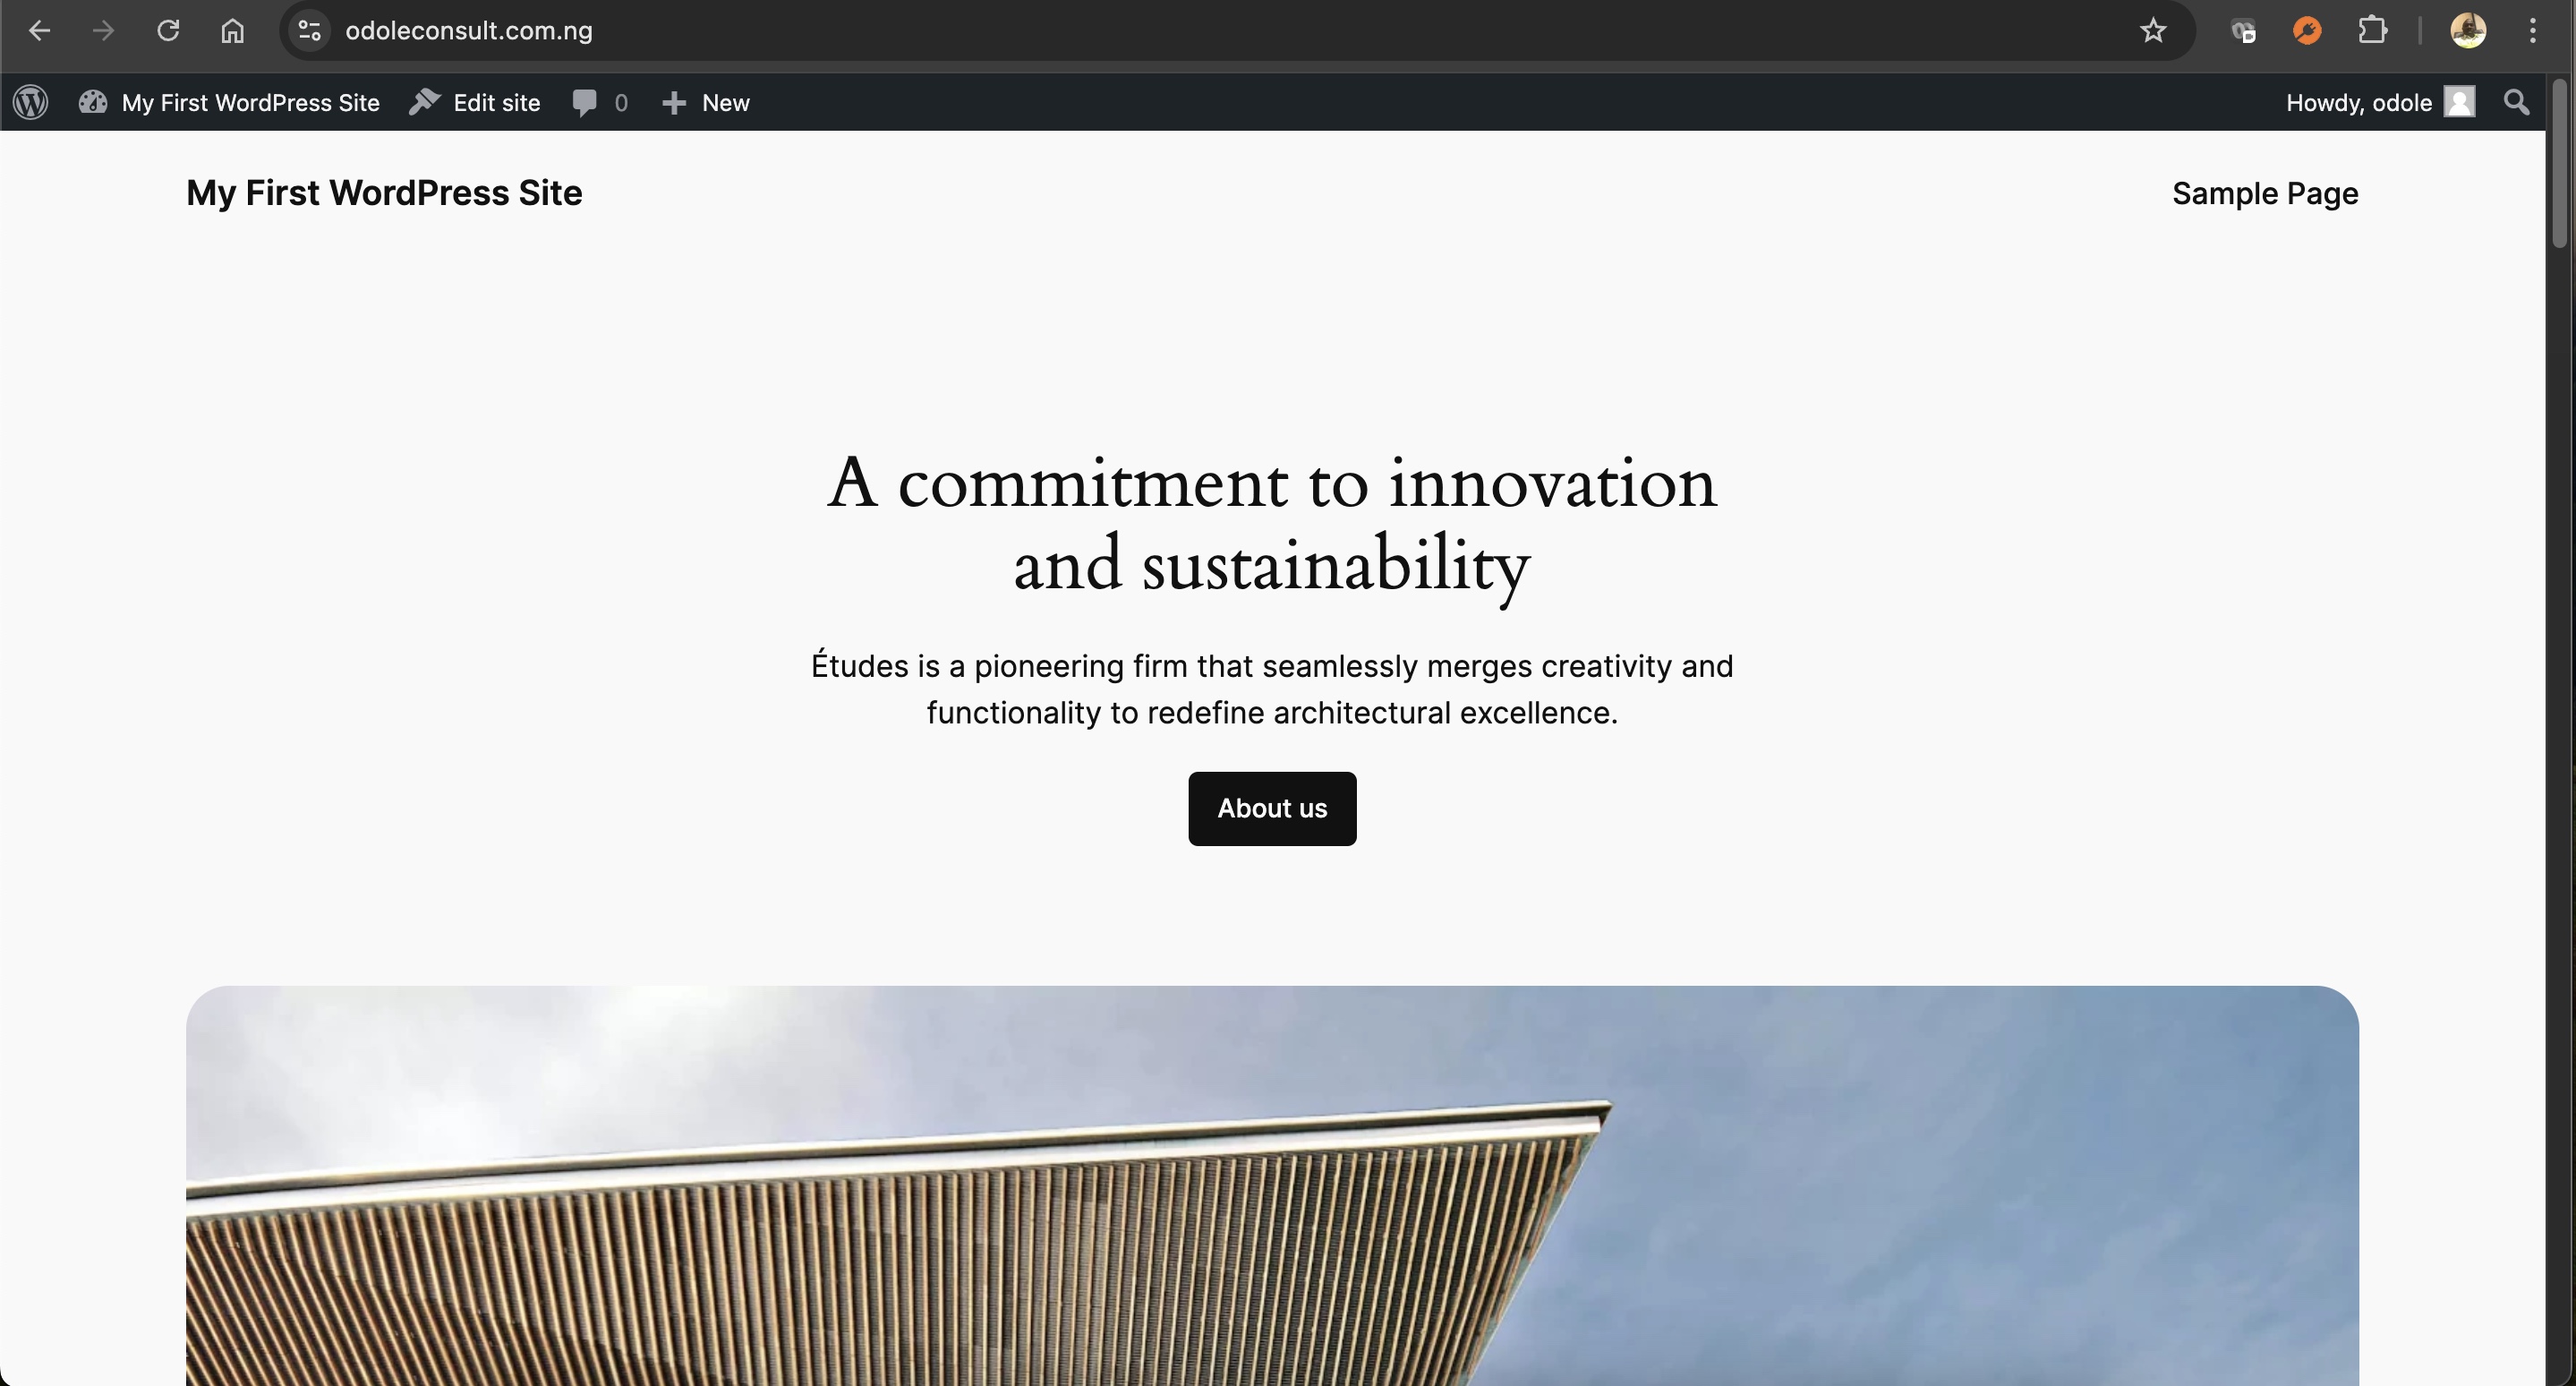 odoleconsult.com.ng
My First WordPress Site Edit site 0 New Howdy, odole
My First WordPress Site Sample Page
A commitment to innovation
and sustainability
Études is a pioneering firm that seamlessly merges creativity and
functionality to redefine architectural excellence.
About us